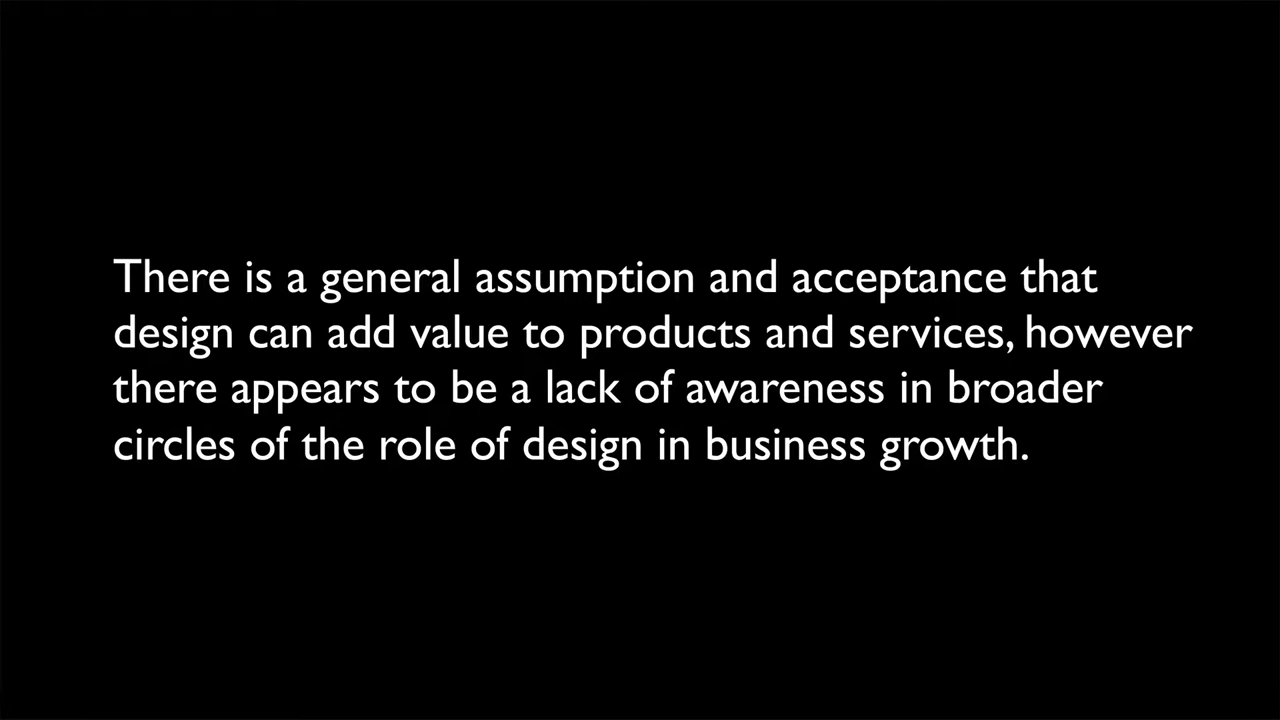 There is a general assumption and acceptance that
design can add value to products and services, however
there appears to be a lack of awareness in broader
circles of the role of design in business growth.